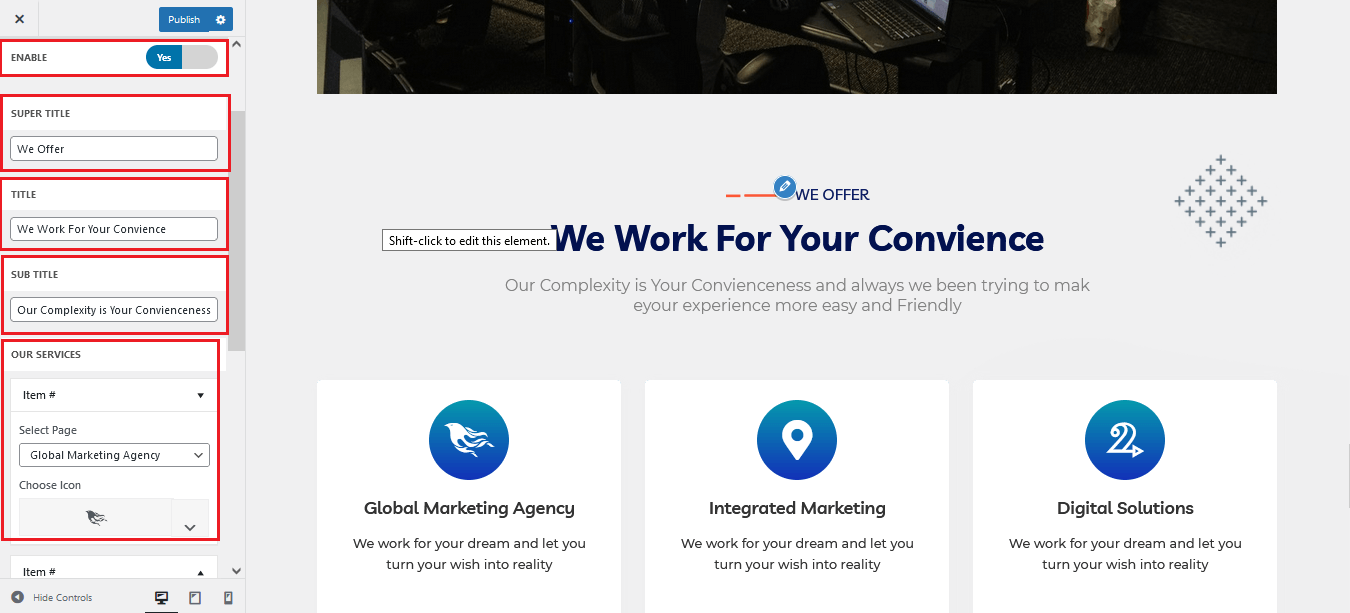 Publish
ENABLE
Yes
SUPER TITLE
We Offer
TITLE
We Work For Your Convience
SUB TITLE
Our Complexity is Your Convienceness
OUR SERVICES
Item #
Select Page
Global Marketing Agency
Choose Icon
Item #
Hide Controls
WE OFFER
Shift-click to edit this element.
We Work For Your Convience
Our Complexity is Your Convienceness and always we been trying to mak
eyour experience more easy and Friendly
Global Marketing Agency
We work for your dream and let you
turn your wish into reality
Integrated Marketing
We work for your dream and let you
turn your wish into reality
Digital Solutions
We work for your dream and let you
turn your wish into reality